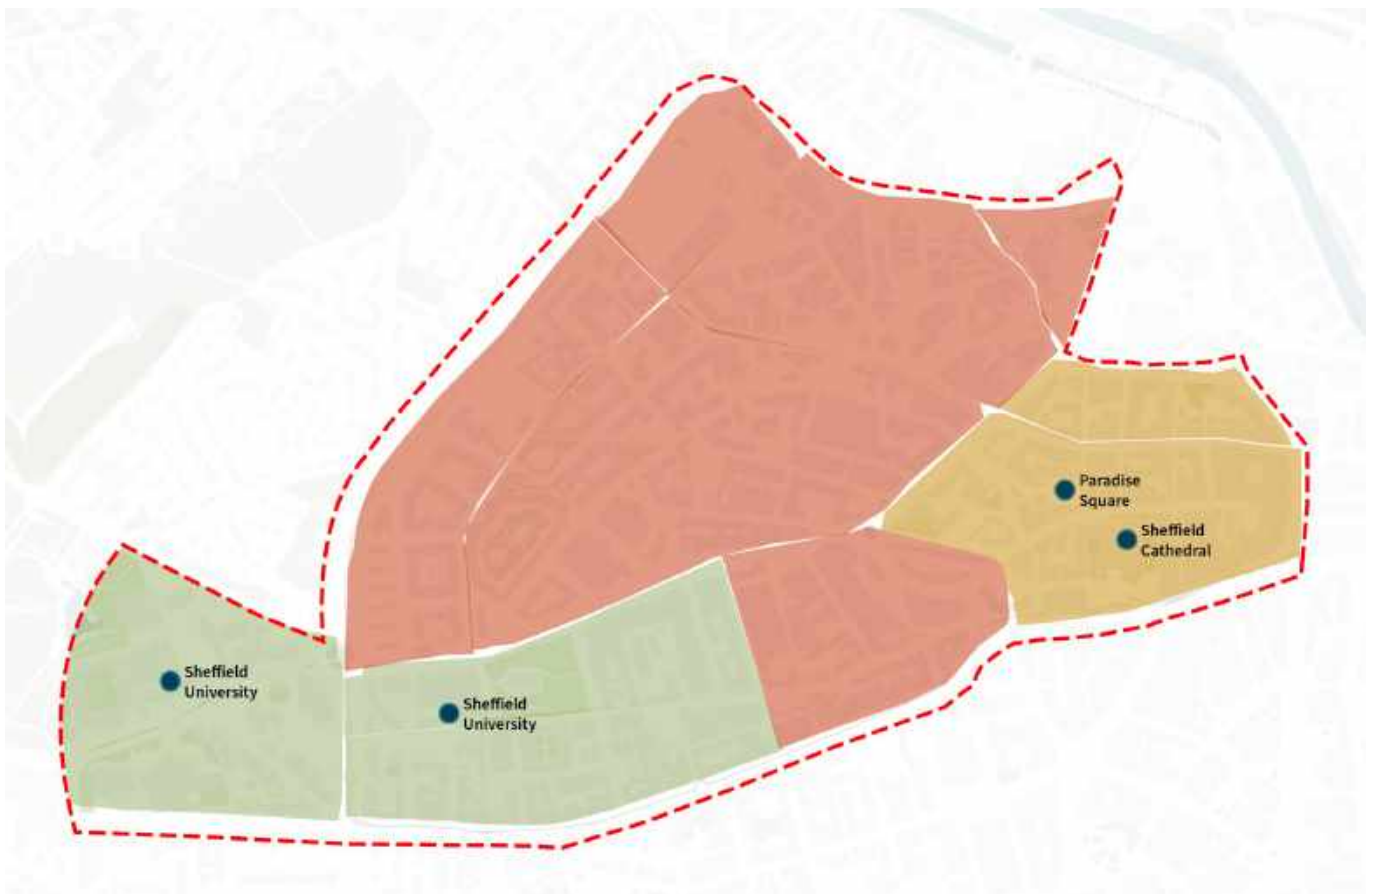 Paradise
Square
Sheffield
Cathedral
Sheffield
University
Sheffield
University